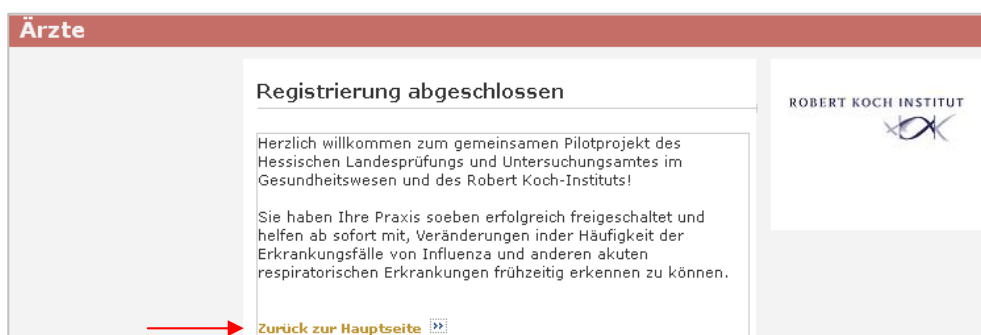 Ärzte
Registrierung abgeschlossen
ROBERT KOCH INSTITUT
Herzlich willkommen zum gemeinsamen Pilotprojekt des
Hessischen Landesprüfungs und Untersuchungsamtes im
Gesundheitswesen und des Robert Koch-Instituts!
Sie haben Ihre Praxis soeben erfolgreich freigeschaltet und
helfen ab sofort mit, Veränderungen inder Häufigkeit der
Erkrankungsfälle von Influenza und anderen akuten
respiratorischen Erkrankungen frühzeitig erkennen zu können.
Zurück zur Hauptseite